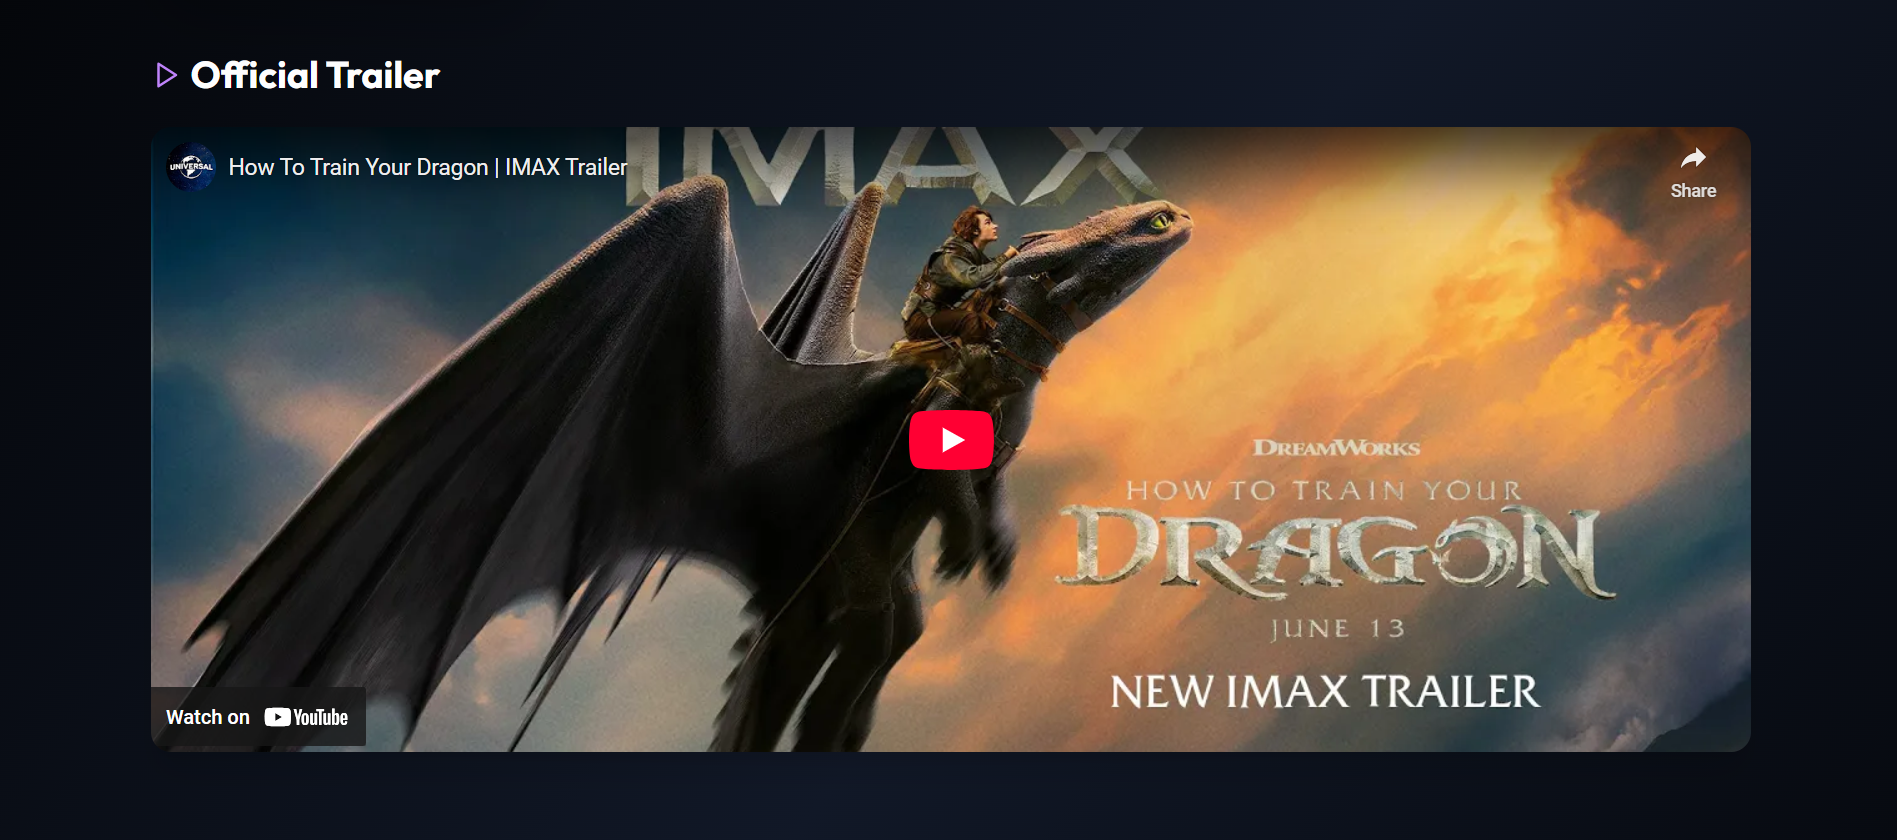 Official Trailer
IMAX
UNIVERSAL
How To Train Your Dragon | IMAX Trailer
Share
DREAMWORKS
HOW TO TRAIN YOUR
DRAGON
JUNE 13
NEW IMAX TRAILER
Watch on YouTube